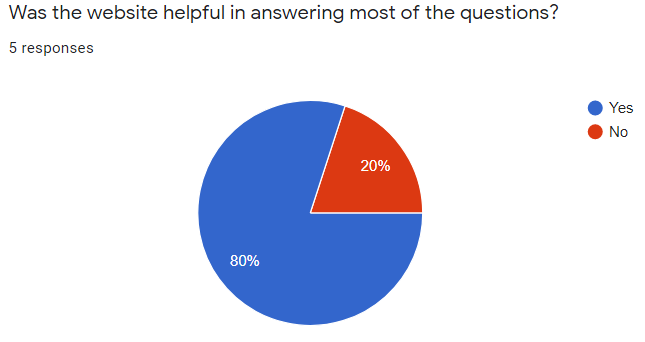 Was the website helpful in answering most of the questions?
5 responses
Yes
No
20%
80%